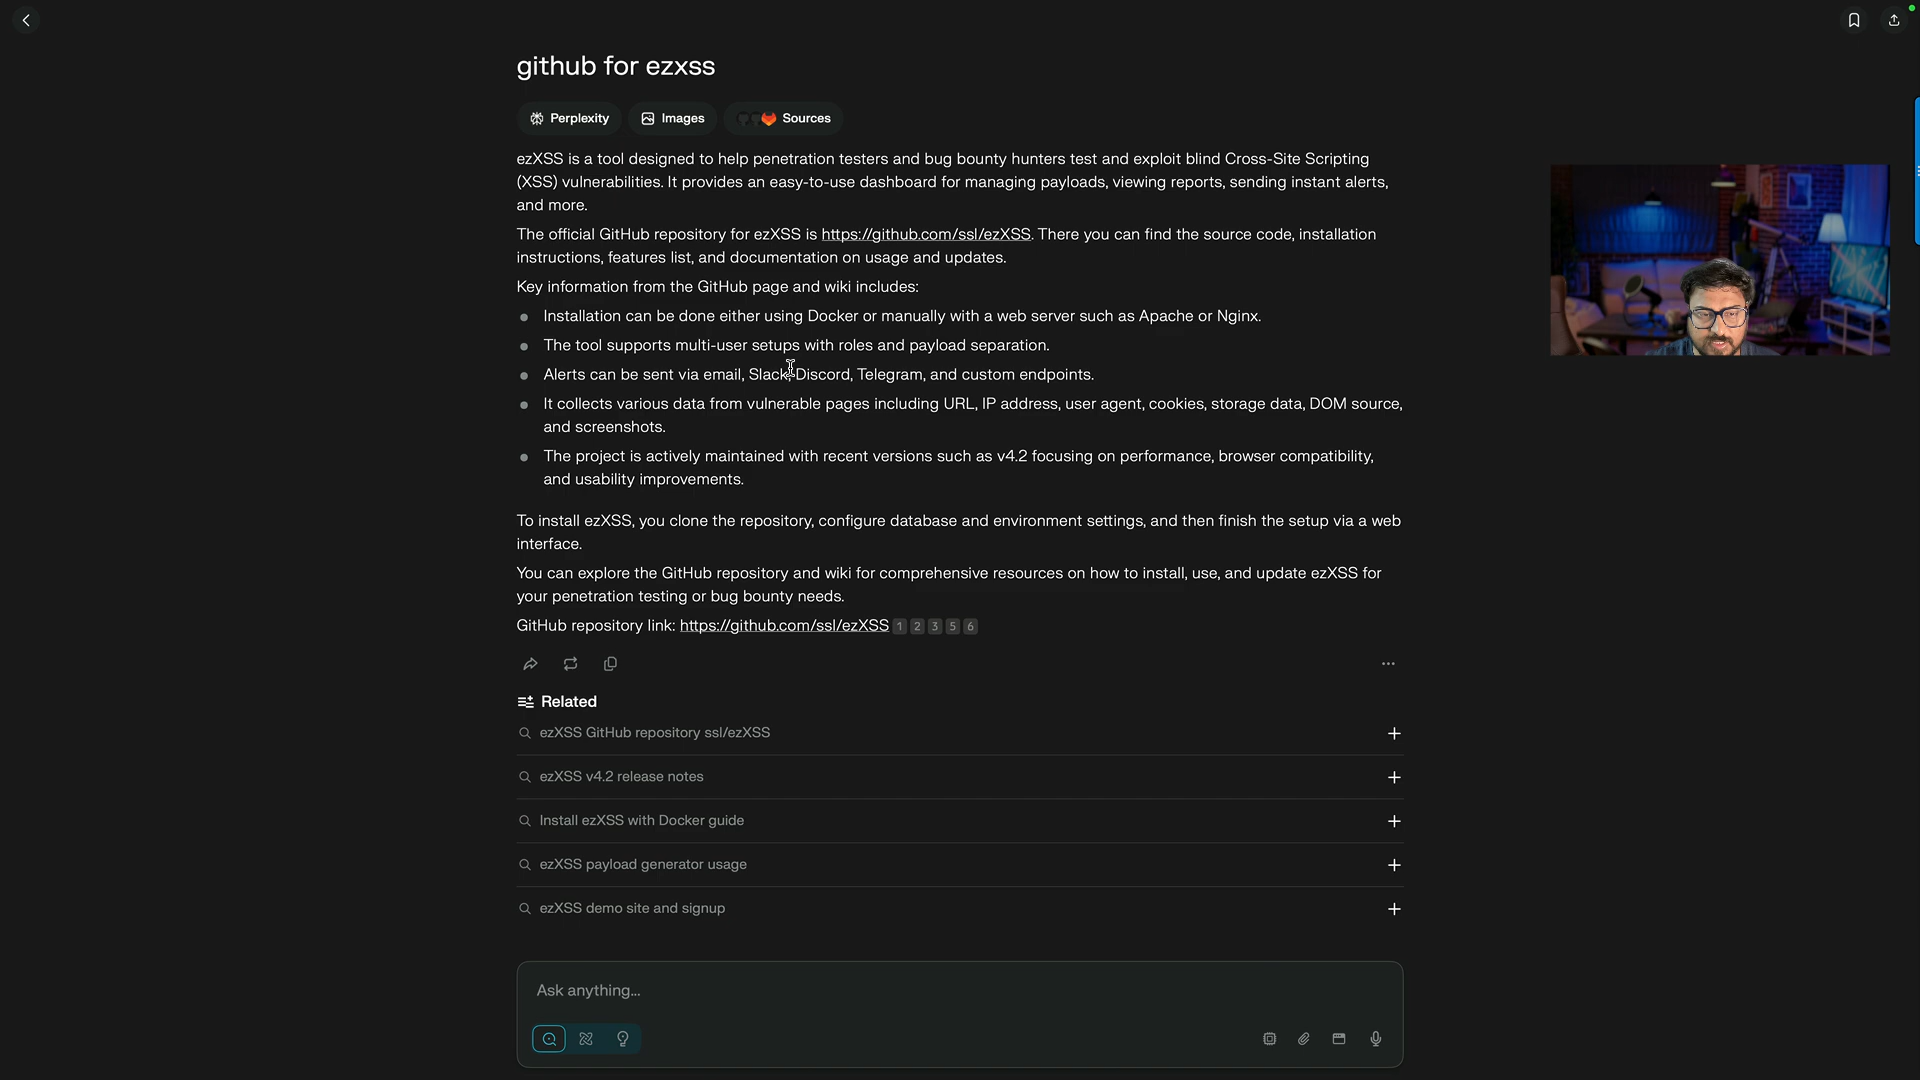 github for ezxss
Perplexity
Images
Sources
ezXSS is a tool designed to help penetration testers and bug bounty hunters test and exploit blind Cross-Site Scripting
(XSS) vulnerabilities. It provides an easy-to-use dashboard for managing payloads, viewing reports, sending instant alerts,
and more.
The official GitHub repository for ezXSS is https://github.com/ssl/ezXSS. There you can find the source code, installation
instructions, features list, and documentation on usage and updates.
Key information from the GitHub page and wiki includes:
Installation can be done either using Docker or manually with a web server such as Apache or Nginx.
The tool supports multi-user setups with roles and payload separation.
Alerts can be sent via email, Slack, Discord, Telegram, and custom endpoints.
It collects various data from vulnerable pages including URL, IP address, user agent, cookies, storage data, DOM source,
and screenshots.
The project is actively maintained with recent versions such as v4.2 focusing on performance, browser compatibility,
and usability improvements.
To install ezXSS, you clone the repository, configure database and environment settings, and then finish the setup via a web
interface.
You can explore the GitHub repository and wiki for comprehensive resources on how to install, use, and update ezXSS for
your penetration testing or bug bounty needs.
GitHub repository link: https://github.com/ssl/ezXSS 1 2 3 5 6
Related
ezXSS GitHub repository ssl/ezXSS
ezXSS v4.2 release notes
Install ezXSS with Docker guide
ezXSS payload generator usage
ezXSS demo site and signup
Ask anything...